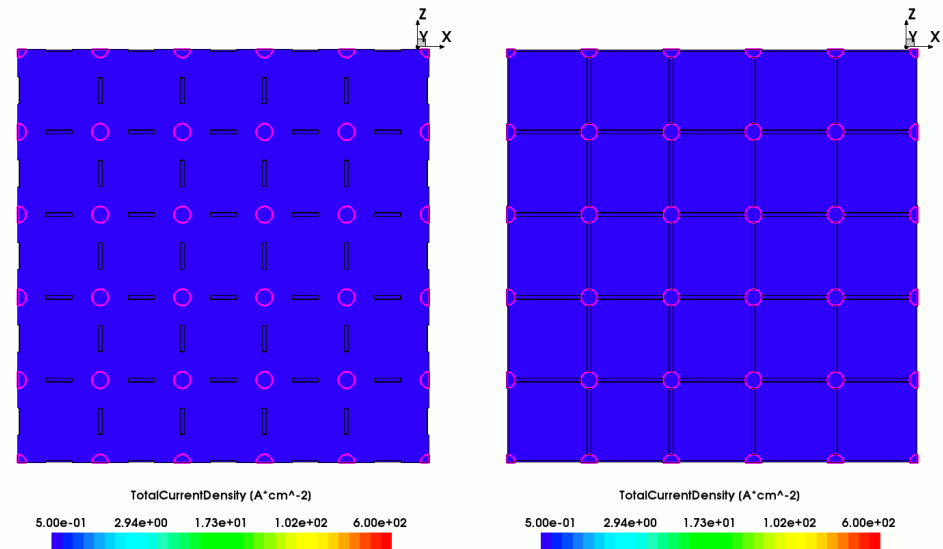 Z Z
Y X Y X
TotalCurrentDensity (A*cm^-2) TotalCurrentDensity (A*cm^-2)
5.00e-01 2.94e+00 1.73e+01 1.02e+02 6.00e+02 5.00e-01 2.94e+00 1.73e+01 1.02e+02 6.00e+02